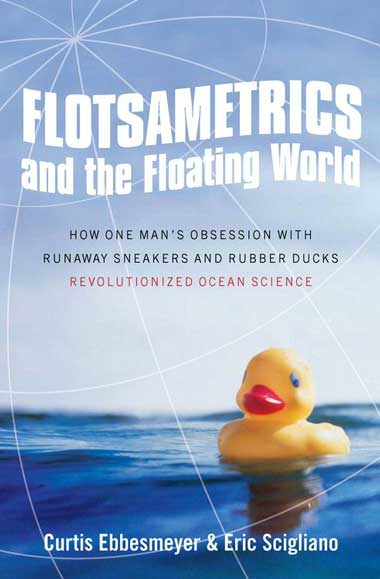 FLOTSAMETRICS
and the Floating World
HOW ONE MAN'S OBSESSION WITH
RUNAWAY SNEAKERS AND RUBBER DUCKS
REVOLUTIONIZED OCEAN SCIENCE
Curtis Ebbesmeyer & Eric Scigliano